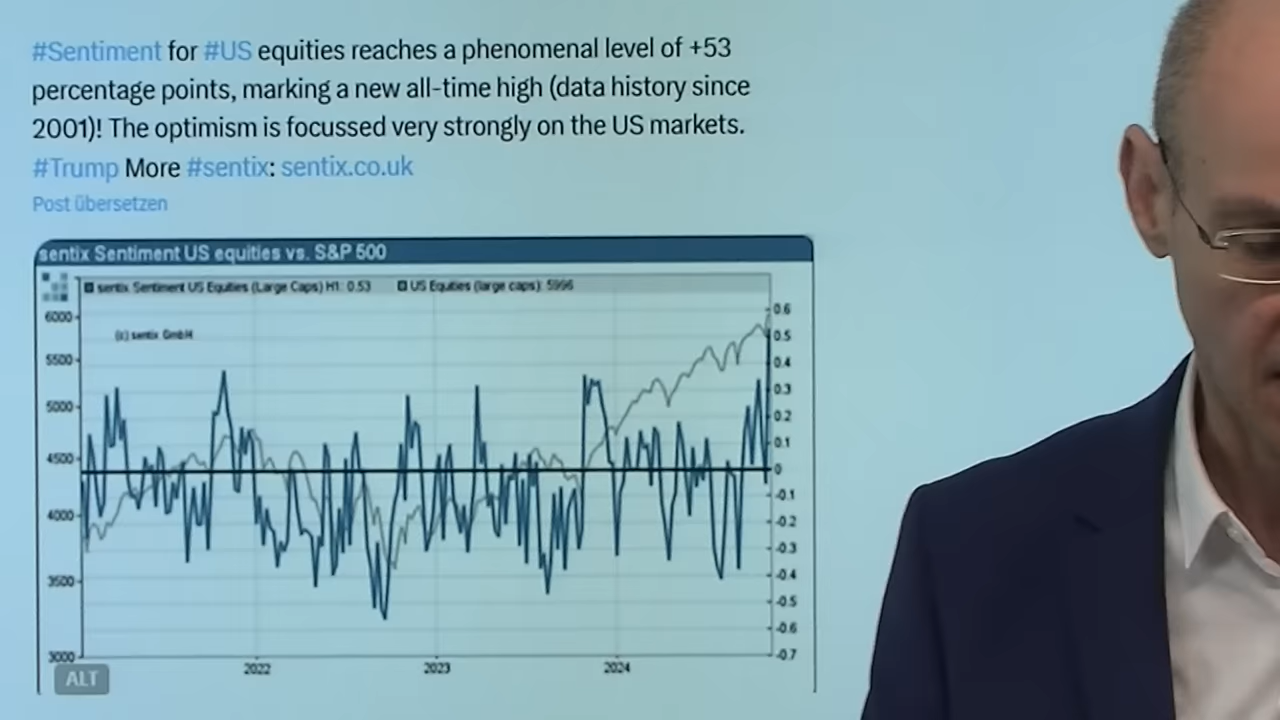 #Sentiment for #US equities reaches a phenomenal level of +53
percentage points, marking a new all-time high (data history since
2001)! The optimism is focussed very strongly on the US markets.
#Trump More #sentix: sentix.co.uk
Post übersetzen
sentix Sentiment US equities vs. S&P 500
sentix Sentiment US Equities (Large Caps) H1: 0.53 US Equities (large caps): 5996
(c) sentix GmbH
6000
5500
5000
4500
4000
3500
3000
0.6
0.5
0.4
0.3
0.2
0.1
0
-0.1
-0.2
-0.3
-0.4
-0.5
-0.6
-0.7
2022 2023 2024
ALT